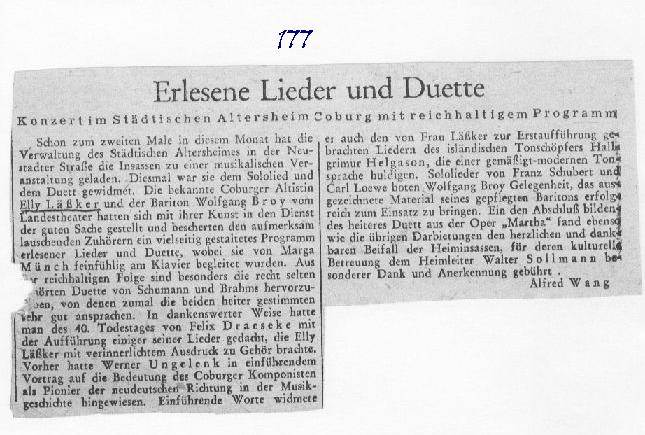 177
Erlesene Lieder und Duette
Konzert im Städtischen Altersheim Coburg mit reichhaltigem Programm
Schon zum zweiten Male in diesem Monat hat die
Verwaltung des Städtischen Altersheimes in der Neu-
stadter Straße die Insassen zu einer musikalischen Ver-
anstaltung geladen. Diesmal war sie dem Sololied und
dem Duett gewidmet. Die bekannte Coburger Altistin
Elly Läßker und der Bariton Wolfgang Broy vom
Landestheater hatten sich mit ihrer Kunst in den Dienst
der guten Sache gestellt und bescherten den aufmerksam
lauschenden Zuhörern ein vielseitig gestaltetes Programm
erlesener Lieder und Duette, wobei sie von Marga
Münch feinfühlig am Klavier begleitet wurden. Aus
r reichhaltigen Folge sind besonders die recht selten
hörten Duette von Schumann und Brahms hervorzu-
ben, von denen zumal die beiden heiter gestimmten
sehr gut ansprachen. In dankenswerter Weise hatte
man des 40. Todestages von Felix Draeseke mit
der Aufführung einiger seiner Lieder gedacht, die Elly
Läßker mit verinnerlichtem Ausdruck zu Gehör brachte.
Vorher hatte Werner Ungelenk in einführendem
Vortrag auf die Bedeutung des Coburger Komponisten
als Pionier der neudeutschen Richtung in der Musik-
geschichte hingewiesen. Einführende Worte widmete
er auch den von Frau Läßker zur Erstaufführung ge-
brachten Liedern des isländischen Tonschöpfers Hall-
grimur Helgason, die einer gemäßigt-modernen Ton-
sprache huldigen. Sololieder von Franz Schubert und
Carl Loewe boten Wolfgang Broy Gelegenheit, das aus-
gezeichnete Material seines gepflegten Baritons erfolg-
reich zum Einsatz zu bringen. Ein den Abschluß bilden-
des heiteres Duett aus der Oper „Martha" fand ebenso
wie die übrigen Darbietungen den herzlichen und dank-
baren Beifall der Heiminsassen, für deren kulturelle
Betreuung dem Heimleiter Walter Sollmann be-
sonderer Dank und Anerkennung gebührt.
Alfred Wang